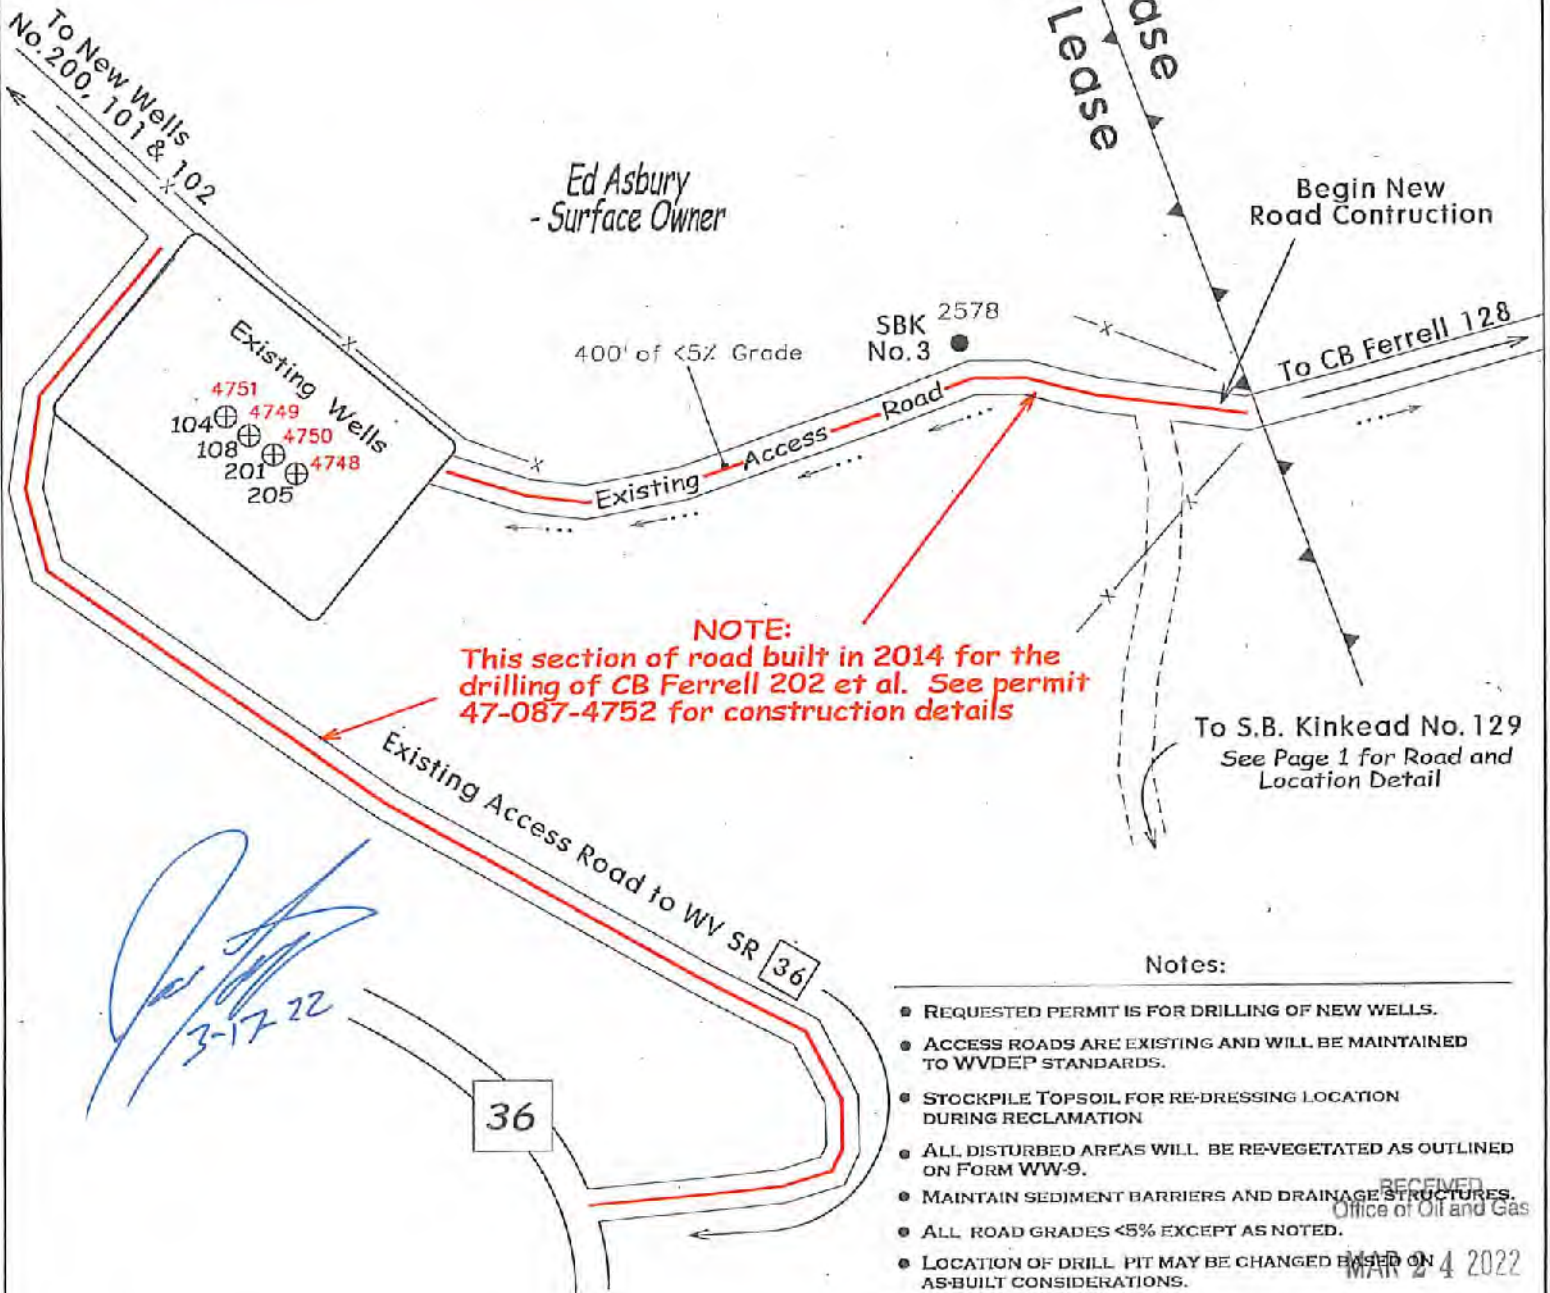 To New Wells
No.200, 101 & 102
ase
Lease
Ed Asbury
- Surface Owner
Begin New
Road Contruction
SBK 2578
No.3
400' of <5% Grade
To CB Ferrell 128
Existing Wells
4751
104 4749
108 4750
201 4748
205
Existing Access Road
NOTE:
This section of road built in 2014 for the
drilling of CB Ferrell 202 et al. See permit
47-087-4752 for construction details
To S.B. Kinkead No.129
See Page 1 for Road and
Location Detail
Existing Access Road to WV SR 36
3-17-22
36
Notes:
REQUESTED PERMIT IS FOR DRILLING OF NEW WELLS.
ACCESS ROADS ARE EXISTING AND WILL BE MAINTAINED
TO WVDEP STANDARDS.
STOCKPILE TOPSOIL FOR RE-DRESSING LOCATION
DURING RECLAMATION
ALL DISTURBED AREAS WILL BE RE-VEGETATED AS OUTLINED
ON FORM WW-9.
MAINTAIN SEDIMENT BARRIERS AND DRAINAGE STRUCTURES.
RECEIVED
Office of Oil and Gas
ALL ROAD GRADES <5% EXCEPT AS NOTED.
LOCATION OF DRILL PIT MAY BE CHANGED BASED ON
AS-BUILT CONSIDERATIONS.
MAR 24 2022